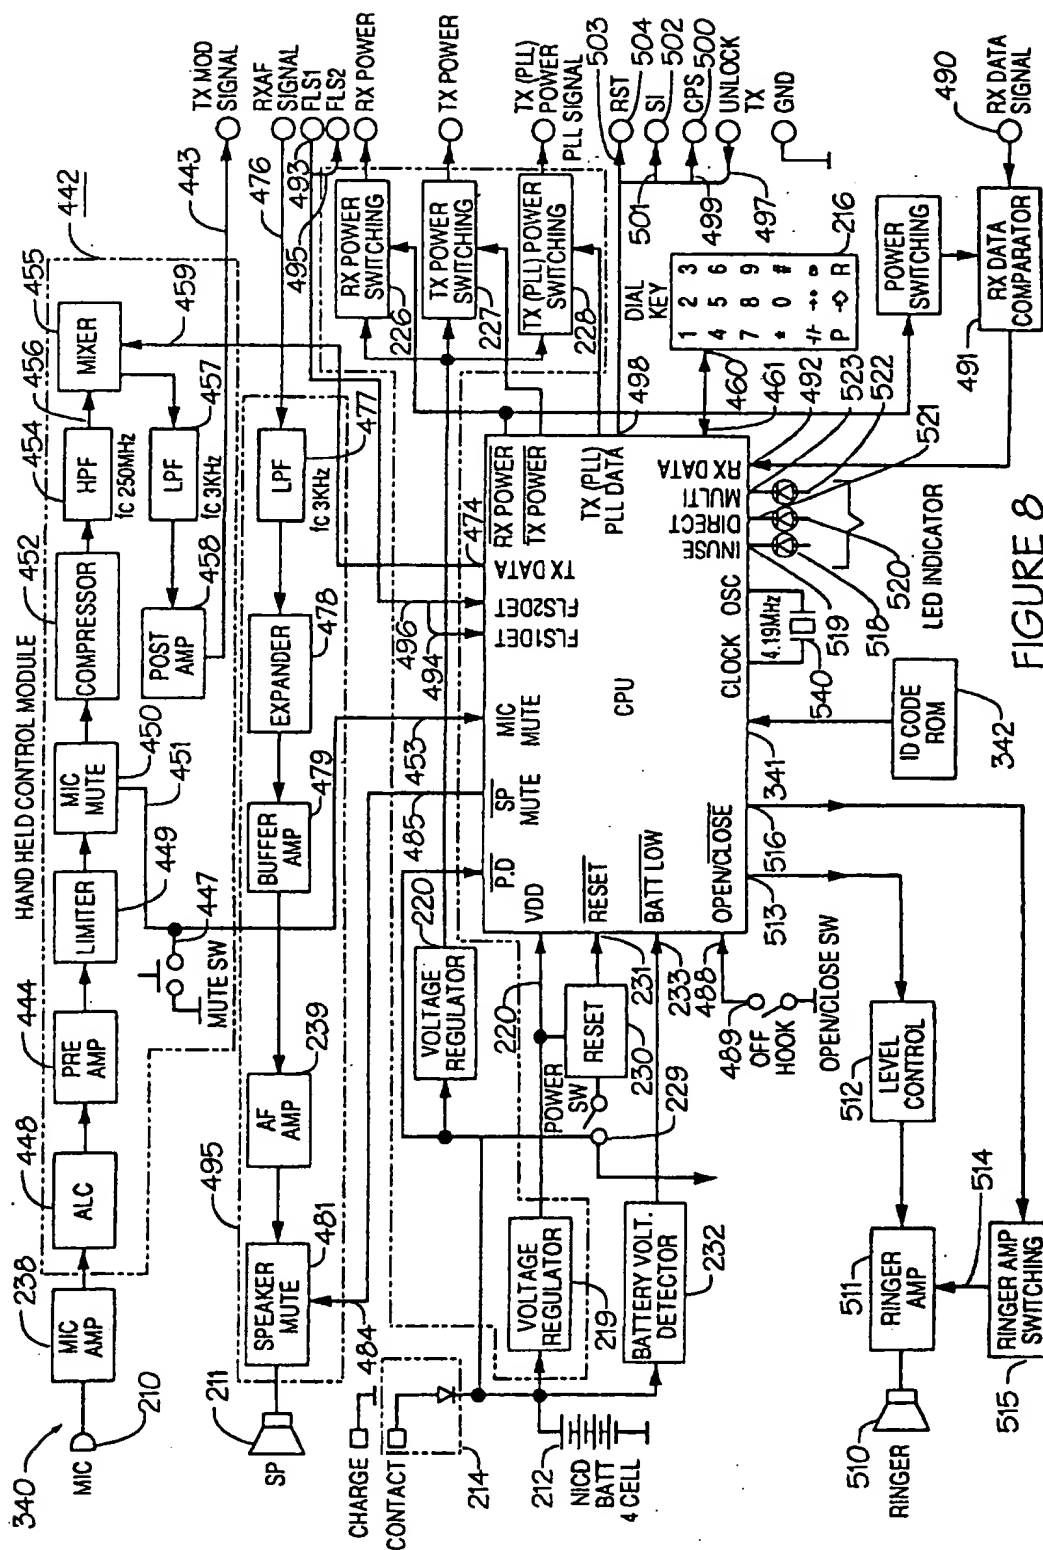 340
MIC
210
238
MIC AMP
448
ALC
444
PRE AMP
HAND HELD CONTROL MODULE
LIMITER
449
447
MUTE SW
MIC MUTE
450
451
452
COMPRESSOR
454
HPF
fc 250MHz
456
455
442
MIXER
457
LPF
fc 3KHz
458
POST AMP
459
443
TX MOD SIGNAL
476
RXAF SIGNAL
493
FLS1
495
FLS2
RX POWER
TX POWER
TX (PLL) POWER
PLL SIGNAL
503
RST
504
SI
502
CPS
500
UNLOCK
TX GND
501
499
497
490
RX DATA SIGNAL
211
SP
495
SPEAKER MUTE
481
484
AF AMP
239
BUFFER AMP
479
EXPANDER
478
LPF
fc 3KHz
477
RX POWER SWITCHING
226
TX POWER SWITCHING
227
TX (PLL) POWER SWITCHING
228
CHARGE
CONTACT
214
212
NICD BATT 4 CELL
VOLTAGE REGULATOR
219
VOLTAGE REGULATOR
220
220
POWER SW
229
RESET
230
231
BATTERY VOLT. DETECTOR
232
233
485
453
494
496
474
P.D
SP MUTE
MIC MUTE
FLS1DET
FLS2DET
TX DATA
RX POWER
TX POWER
TX (PLL)
PLL DATA
498
VDD
RESET
BATT LOW
OPEN/CLOSE
CPU
CLOCK
OSC
INUSE
DIRECT
MULTI
RX DATA
DIAL KEY
1 2 3
4 5 6
7 8 9
* 0 #
P R
216
460
461
492
523
522
521
520
518
519
LED INDICATOR
4.19MHz
540
POWER SWITCHING
RX DATA COMPARATOR
491
488
489
OFF HOOK
OPEN/CLOSE SW
513
516
341
ID CODE ROM
342
512
LEVEL CONTROL
511
RINGER AMP
514
510
RINGER
515
RINGER AMP SWITCHING
FIGURE 8